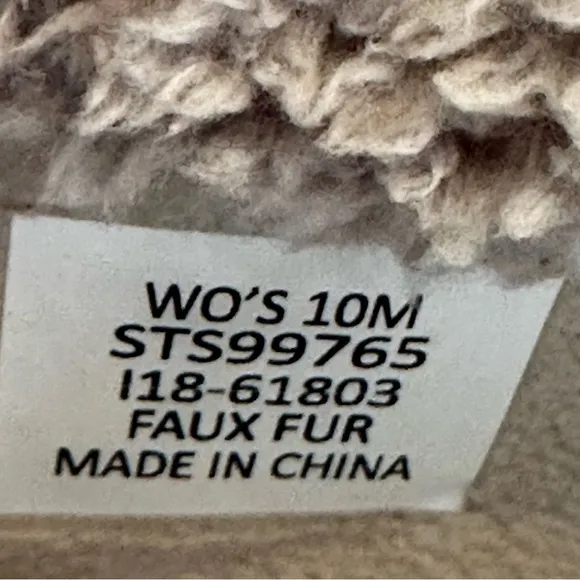 WO'S 10M
STS99765
I18-61803
FAUX FUR
MADE IN CHINA